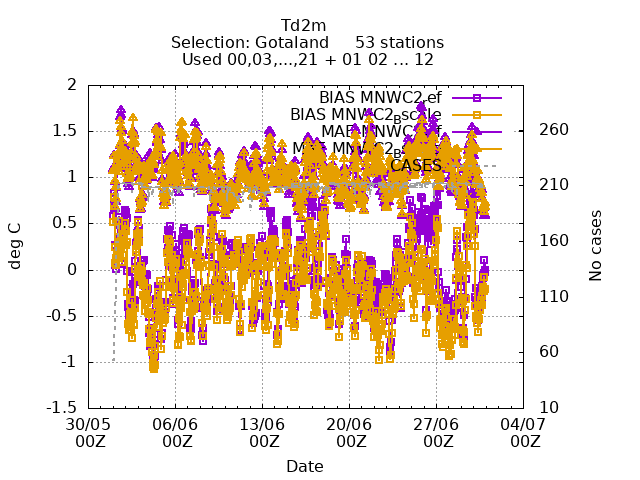 Td2m
Selection: Gotaland 53 stations
Used 00,03,...,21 + 01 02 ... 12
BIAS MNWC2.ef
BIAS MNWC2_Bscale
CASES
2
1.5
1
0.5
0
-0.5
-1
-1.5
260
210
160
110
60
10
deg C
No cases
30/05 06/06 13/06 20/06 27/06 04/07
00Z 00Z 00Z 00Z 00Z 00Z
Date